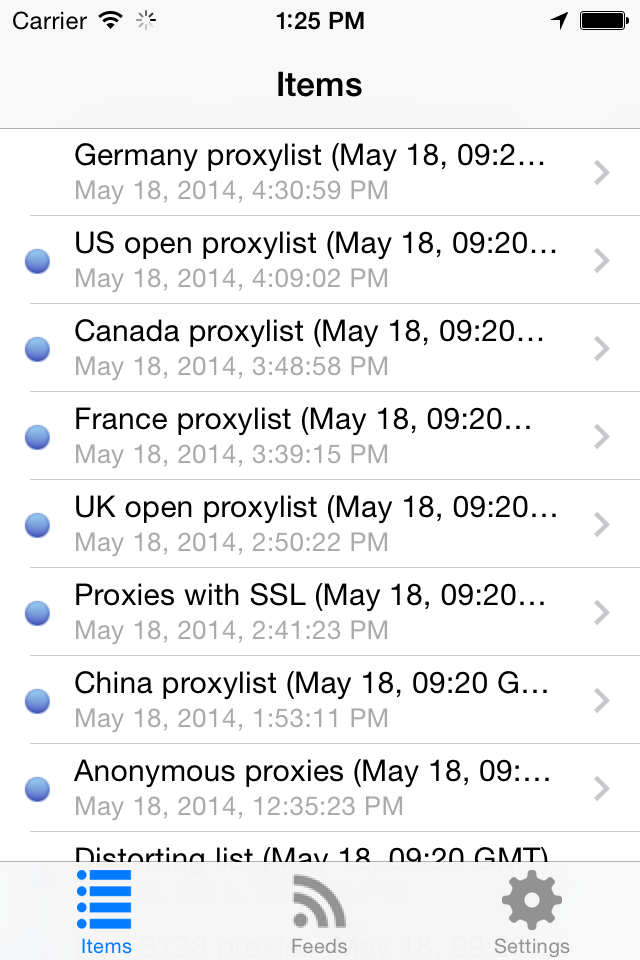 Carrier 1:25 PM
Items
Germany proxylist (May 18, 09:2...
May 18, 2014, 4:30:59 PM
US open proxylist (May 18, 09:20...
May 18, 2014, 4:09:02 PM
Canada proxylist (May 18, 09:20...
May 18, 2014, 3:48:58 PM
France proxylist (May 18, 09:20...
May 18, 2014, 3:39:15 PM
UK open proxylist (May 18, 09:20...
May 18, 2014, 2:50:22 PM
Proxies with SSL (May 18, 09:20...
May 18, 2014, 2:41:23 PM
China proxylist (May 18, 09:20 G...
May 18, 2014, 1:53:11 PM
Anonymous proxies (May 18, 09:...
May 18, 2014, 12:35:23 PM
Distorting list (May 18, 09:20 GMT)
Items Feeds Settings